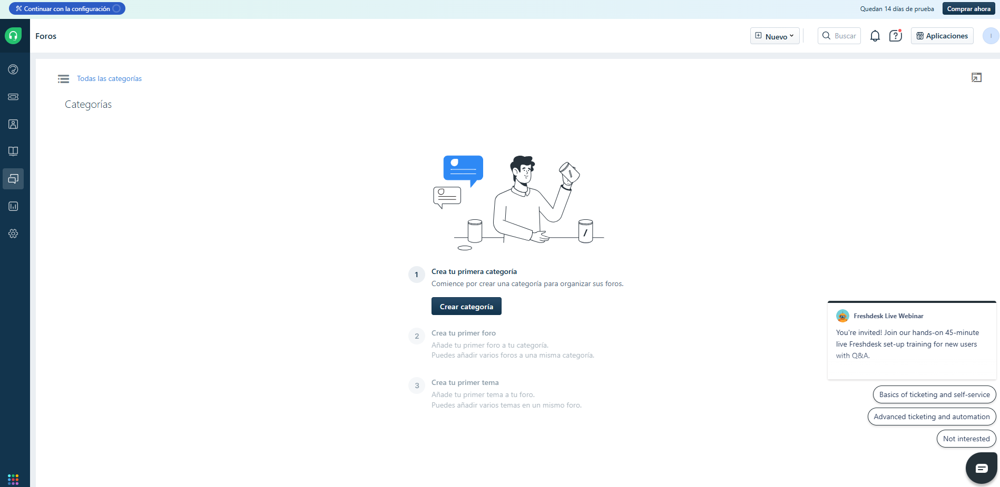 Continuar con la configuración
Quedan 14 días de prueba
Comprar ahora
Foros
Nuevo
Buscar
Aplicaciones
I
Todas las categorías
Categorías
1
Crea tu primera categoría
Comience por crear una categoría para organizar sus foros.
Crear categoría
2
Crea tu primer foro
Añade tu primer foro a tu categoría.
Puedes añadir varios foros a una misma categoría.
3
Crea tu primer tema
Añade tu primer tema a tu foro.
Puedes añadir varios temas en un mismo foro.
Freshdesk Live Webinar
You're invited! Join our hands-on 45-minute
live Freshdesk set-up training for new users
with Q&A.
Basics of ticketing and self-service
Advanced ticketing and automation
Not interested